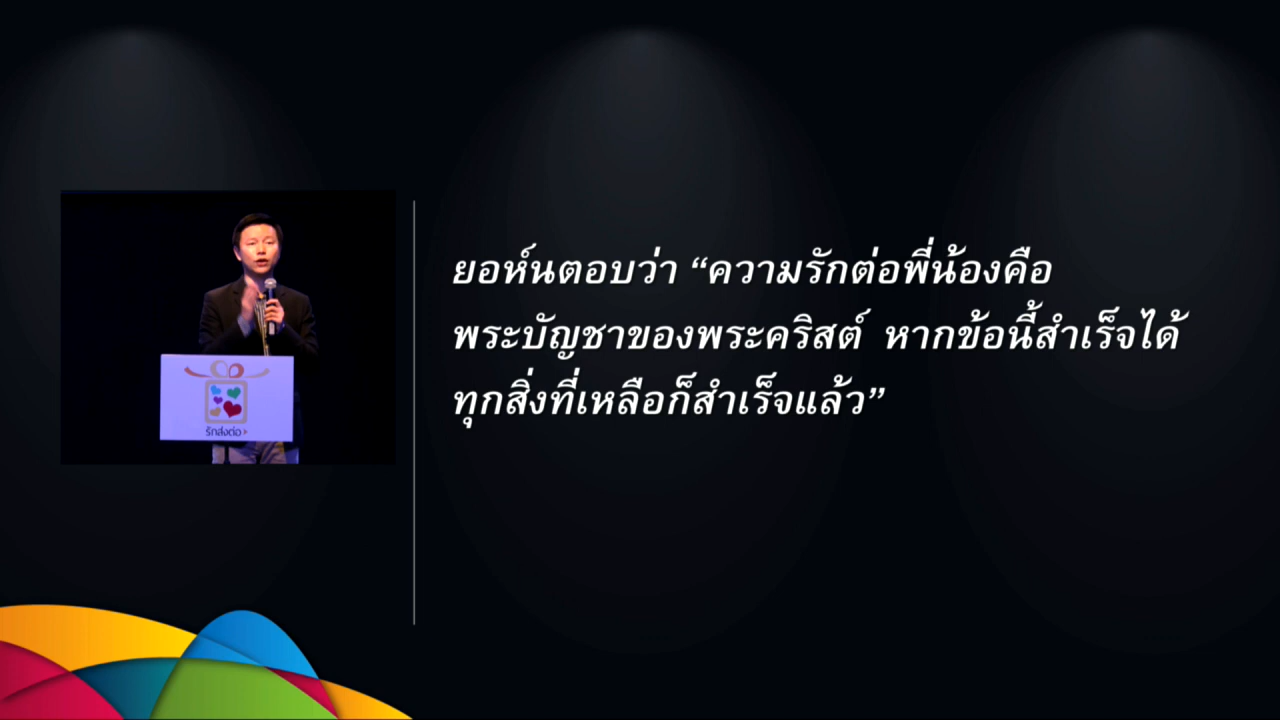 ยอห์นตอบว่า “ความรักต่อพี่น้องคือ
พระบัญชาของพระคริสต์ หากข้อนี้สำเร็จได้
ทุกสิ่งที่เหลือก็สำเร็จแล้ว”
รักส่งต่อ